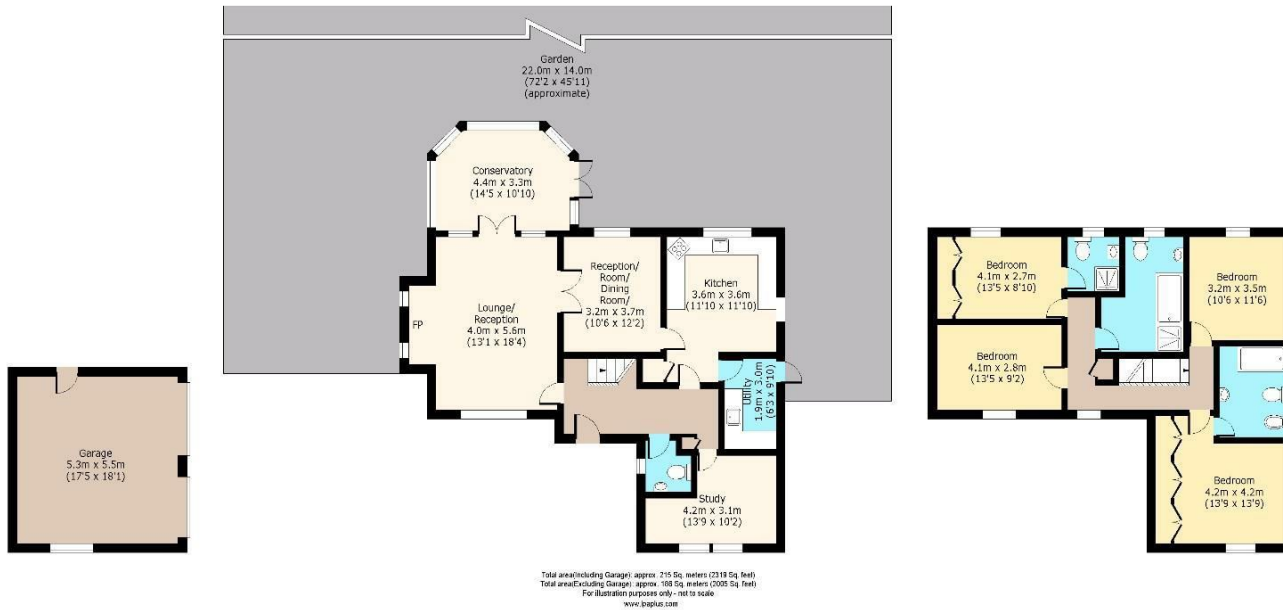 Garden
22.0m x 14.0m
(72'2 x 45'11)
(approximate)
Conservatory
4.4m x 3.3m
(14'5 x 10'10)
Reception/
Room/
Dining
Room/
3.2m x 3.7m
(10'6 x 12'2)
Kitchen
3.6m x 3.6m
(11'10 x 11'10)
Lounge/
Reception
4.0m x 5.6m
(13'1 x 18'4)
FP
Utility
1.9m x 3.0m
(6'3 x 9'10)
Study
4.2m x 3.1m
(13'9 x 10'2)
Garage
5.3m x 5.5m
(17'5 x 18'1)
Bedroom
4.1m x 2.7m
(13'5 x 8'10)
Bedroom
3.2m x 3.5m
(10'6 x 11'6)
Bedroom
4.1m x 2.8m
(13'5 x 9'2)
Bedroom
4.2m x 4.2m
(13'9 x 13'9)
Total area(Including Garage): approx. 215 Sq. meters (2319 Sq. feet)
Total area(Excluding Garage): approx. 186 Sq. meters (2005 Sq. feet)
For illustration purposes only - not to scale
www.lpaplus.com